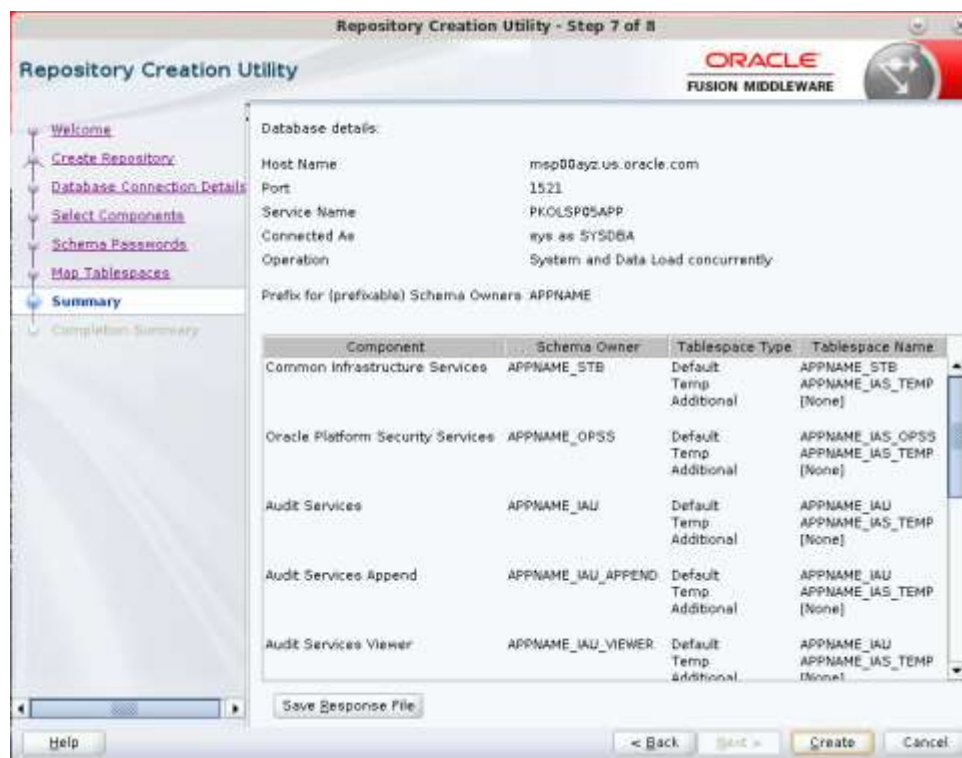 Repository Creation Utility - Step 7 of 8
Repository Creation Utility
ORACLE
FUSION MIDDLEWARE
Welcome
Create Repository
Database Connection Details
Select Components
Schema Passwords
Map Tablespaces
Summary
Completion Summary
Database details:
Host Name msp00ayz.us.oracle.com
Port 1521
Service Name PKOLSP05APP
Connected As sys as SYSDBA
Operation System and Data Load concurrently
Prefix for (prefixable) Schema Owners APPNAME
Component Schema Owner Tablespace Type Tablespace Name
Common Infrastructure Services APPNAME_STB Default APPNAME_STB
Temp APPNAME_IAS_TEMP
Additional [None]
Oracle Platform Security Services APPNAME_OPSS Default APPNAME_IAS_OPSS
Temp APPNAME_IAS_TEMP
Additional [None]
Audit Services APPNAME_IAU Default APPNAME_IAU
Temp APPNAME_IAS_TEMP
Additional [None]
Audit Services Append APPNAME_IAU_APPEND Default APPNAME_IAU
Temp APPNAME_IAS_TEMP
Additional [None]
Audit Services Viewer APPNAME_IAU_VIEWER Default APPNAME_IAU
Temp APPNAME_IAS_TEMP
Additional [None]
Save Response File
Help < Back Next > Create Cancel